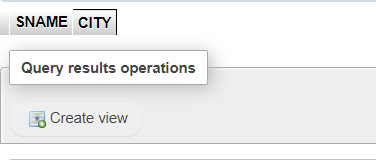 SNAME CITY
Query results operations
Create view